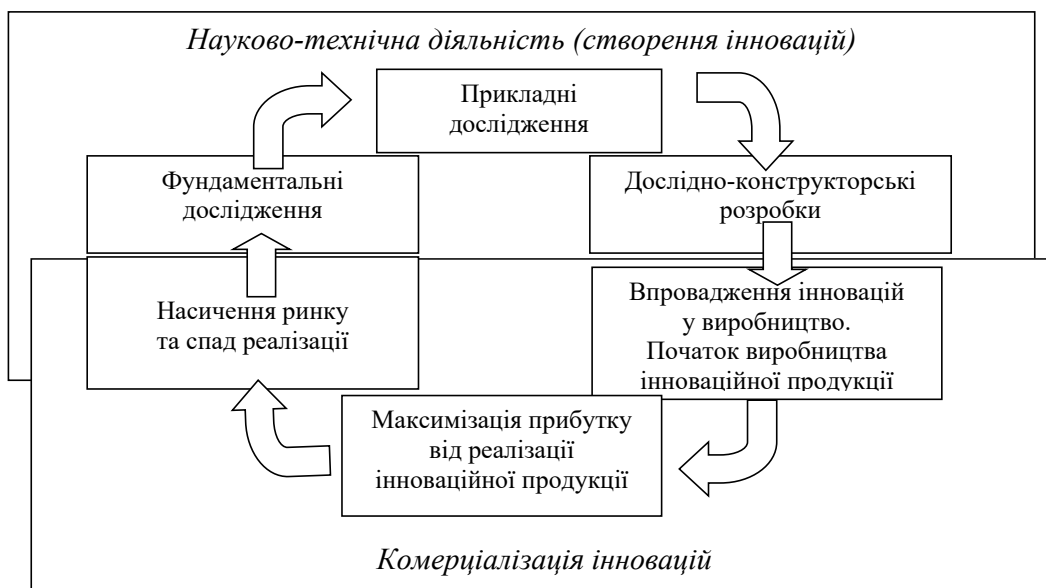 Науково-технічна діяльність (створення інновацій)
Прикладні
дослідження
Фундаментальні
дослідження
Дослідно-конструкторські
розробки
Насичення ринку
та спад реалізації
Впровадження інновацій
у виробництво.
Початок виробництва
інноваційної продукції
Максимізація прибутку
від реалізації
інноваційної продукції
Комерціалізація інновацій